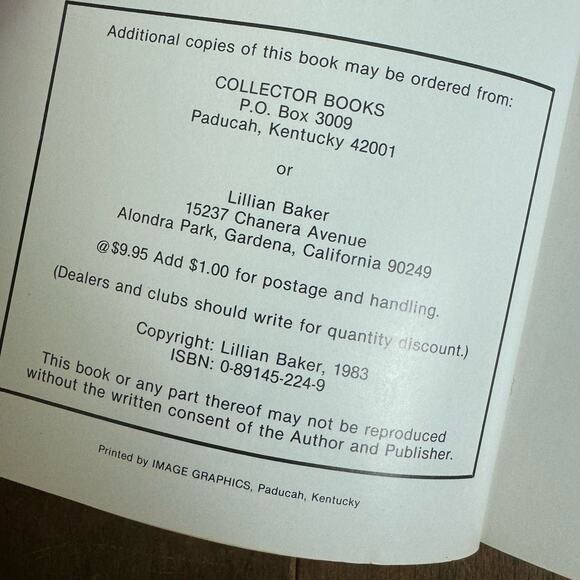 Additional copies of this book may be ordered from:
COLLECTOR BOOKS
P.O. Box 3009
Paducah, Kentucky 42001
or
Lillian Baker
15237 Chanera Avenue
Alondra Park, Gardena, California 90249
@$9.95 Add $1.00 for postage and handling.
(Dealers and clubs should write for quantity discount.)
Copyright: Lillian Baker, 1983
ISBN: 0-89145-224-9
This book or any part thereof may not be reproduced
without the written consent of the Author and Publisher.
Printed by IMAGE GRAPHICS, Paducah, Kentucky